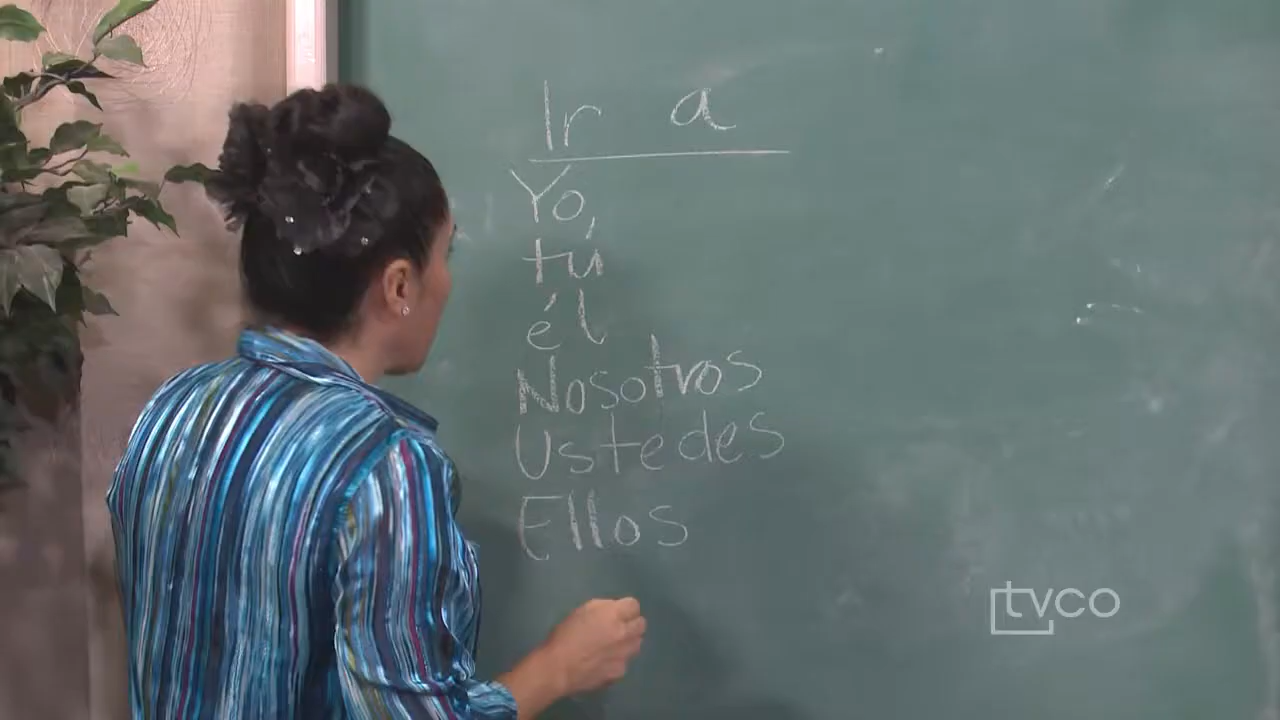 Ir a
Yo,
tú
él
Nosotros
Ustedes
Ellos
tvco